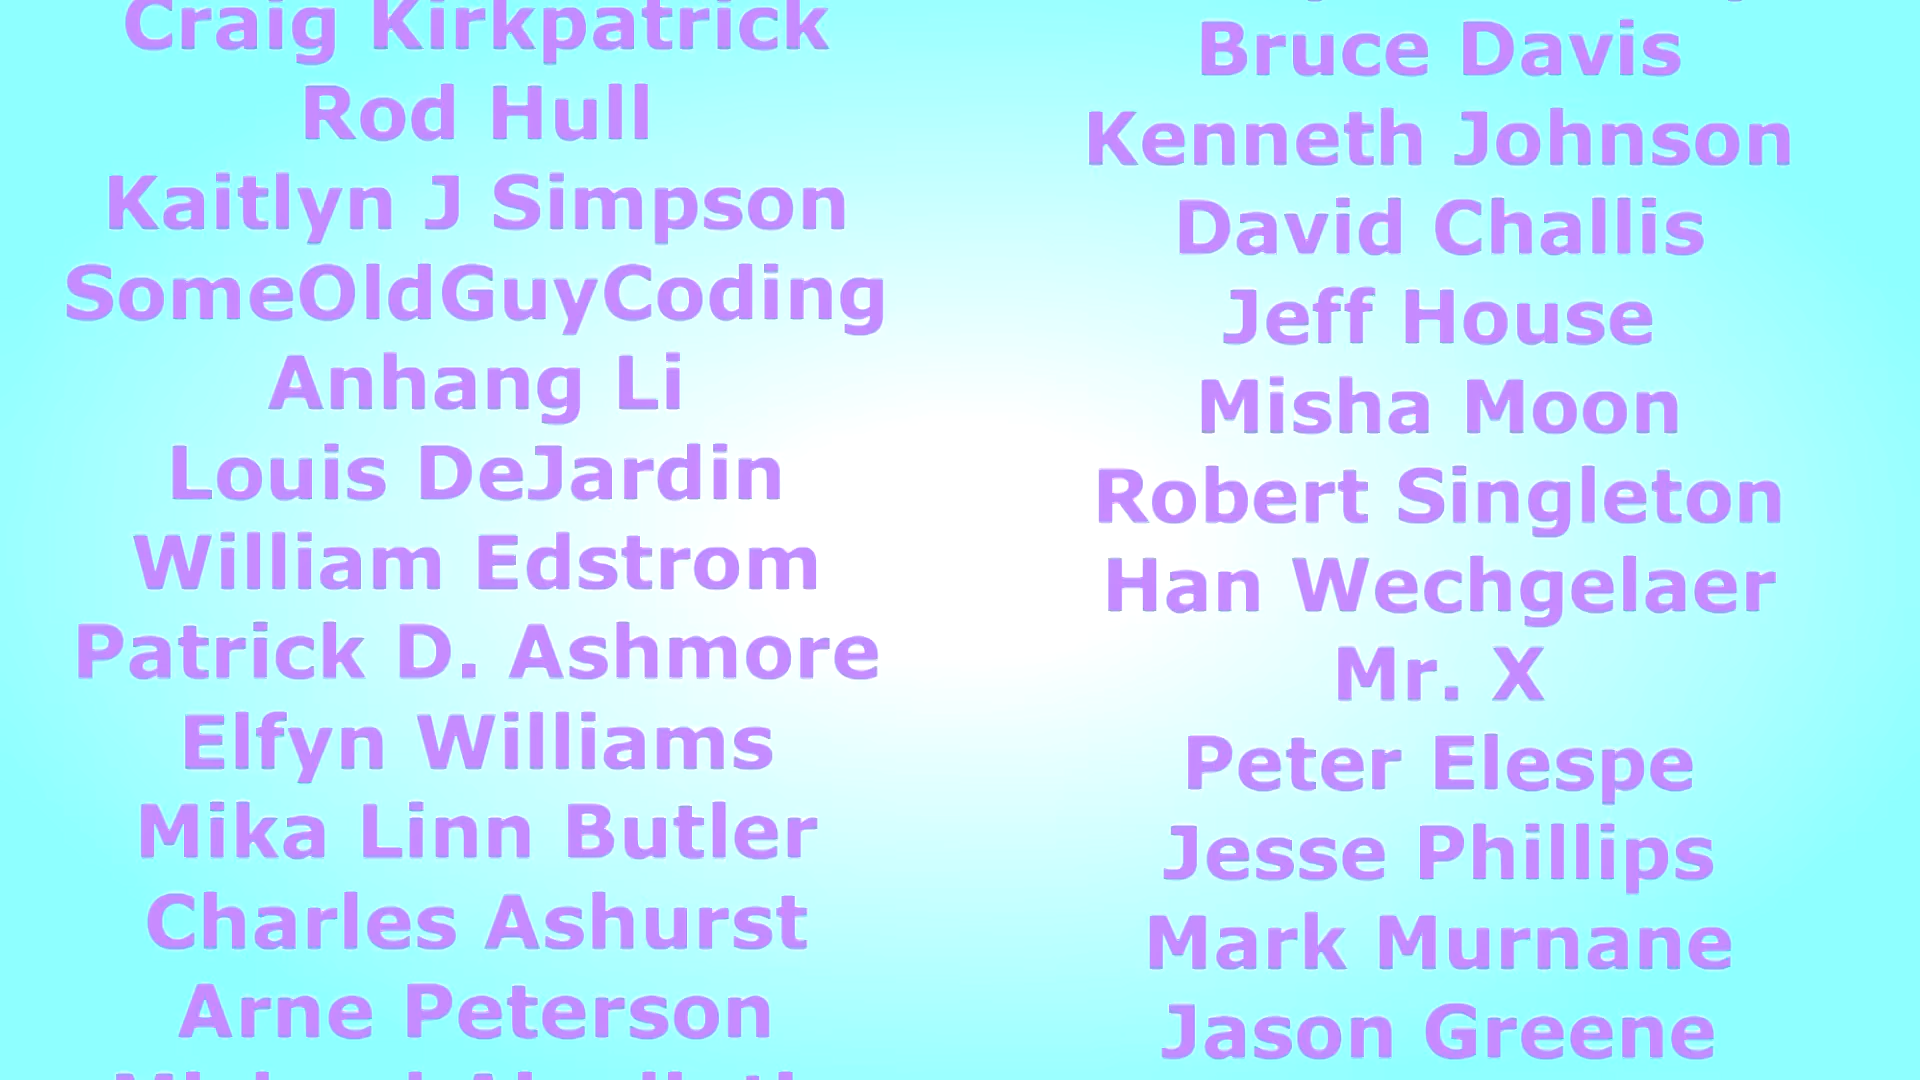 Craig Kirkpatrick
Rod Hull
Kaitlyn J Simpson
SomeOldGuyCoding
Anhang Li
Louis DeJardin
William Edstrom
Patrick D. Ashmore
Elfyn Williams
Mika Linn Butler
Charles Ashurst
Arne Peterson
Bruce Davis
Kenneth Johnson
David Challis
Jeff House
Misha Moon
Robert Singleton
Han Wechgelaer
Mr. X
Peter Elespe
Jesse Phillips
Mark Murnane
Jason Greene